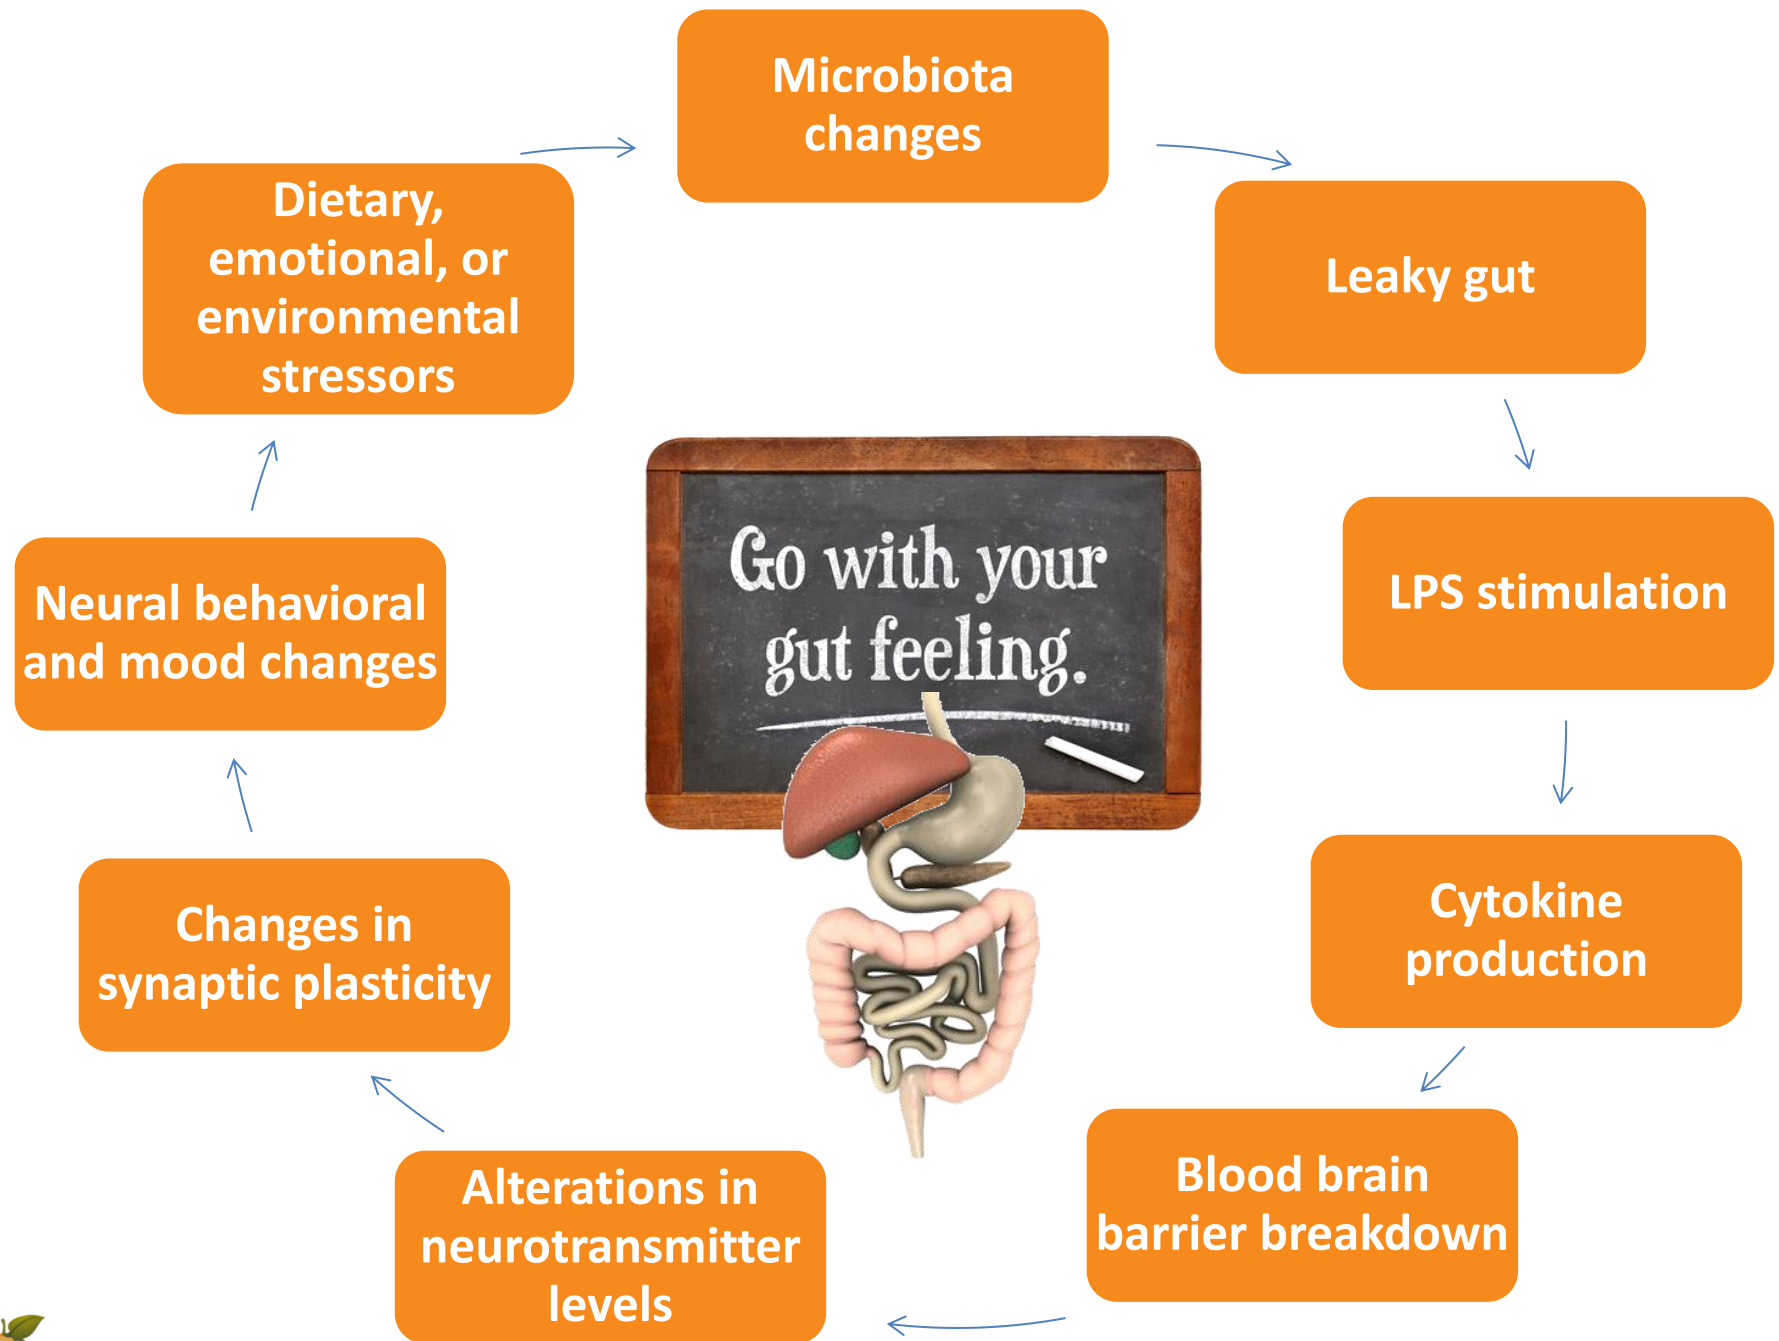 Microbiota
changes
Leaky gut
LPS stimulation
Cytokine
production
Blood brain
barrier breakdown
Alterations in
neurotransmitter
levels
Changes in
synaptic plasticity
Neural behavioral
and mood changes
Dietary,
emotional, or
environmental
stressors
Go with your
gut feeling.